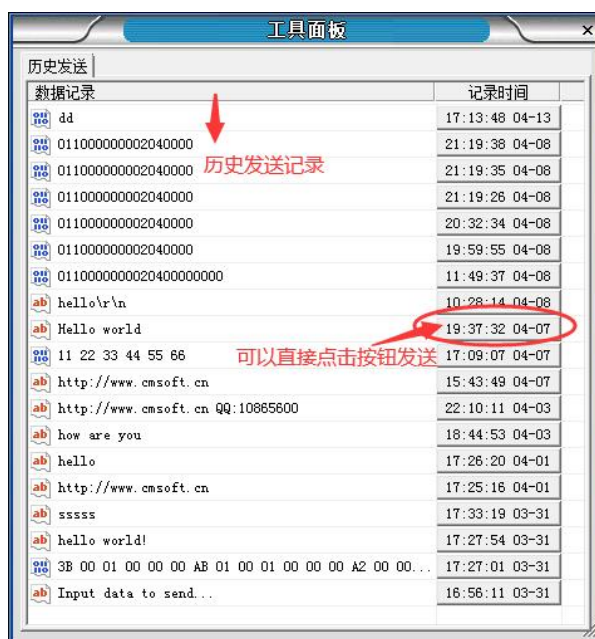 工具面板
历史发送
数据记录 记录时间
dd 17:13:48 04-13
011000000002040000 21:19:38 04-08
011000000002040000 21:19:35 04-08
历史发送记录
011000000002040000 21:19:26 04-08
011000000002040000 20:32:34 04-08
011000000002040000 19:59:55 04-08
0110000000020400000000 11:49:37 04-08
hello\r\n 10:28:14 04-08
Hello world 19:37:32 04-07
11 22 33 44 55 66 17:09:07 04-07
可以直接点击按钮发送
http://www.cmsoft.cn 15:43:49 04-07
http://www.cmsoft.cn QQ:10865600 22:10:11 04-03
how are you 18:44:53 04-03
hello 17:26:20 04-01
http://www.cmsoft.cn 17:25:16 04-01
sssss 17:33:19 03-31
hello world! 17:27:54 03-31
3B 00 01 00 00 00 AB 01 00 01 00 00 00 A2 00 00... 17:27:01 03-31
Input data to send... 16:56:11 03-31